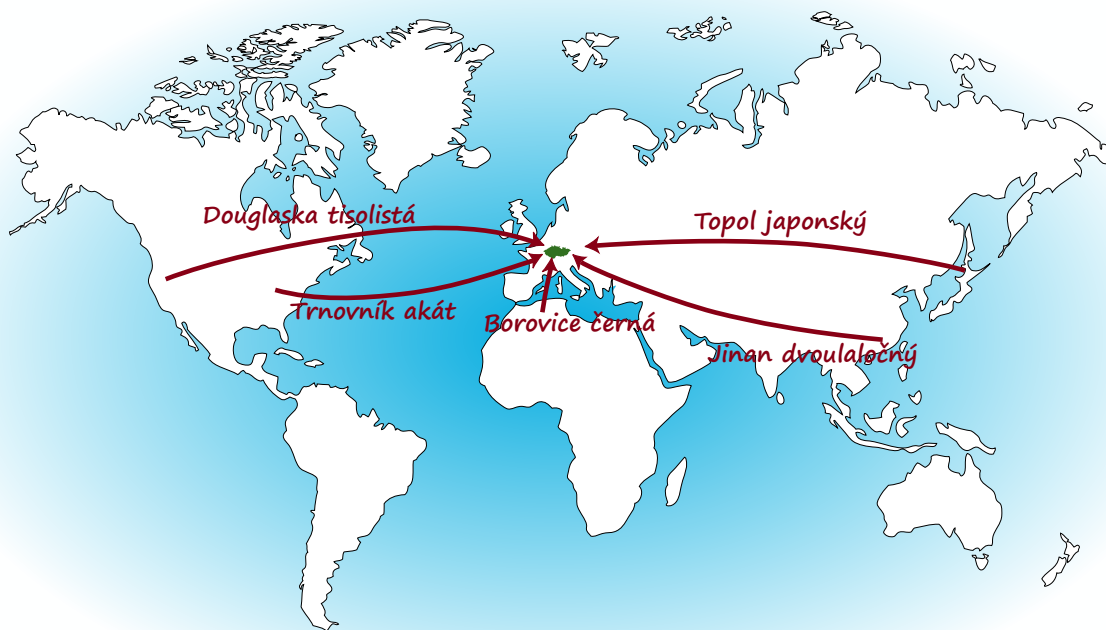 Douglaska tisolistá
Topol japonský
Trnovník akát
Borovice černá
Jinan dvoulaločný